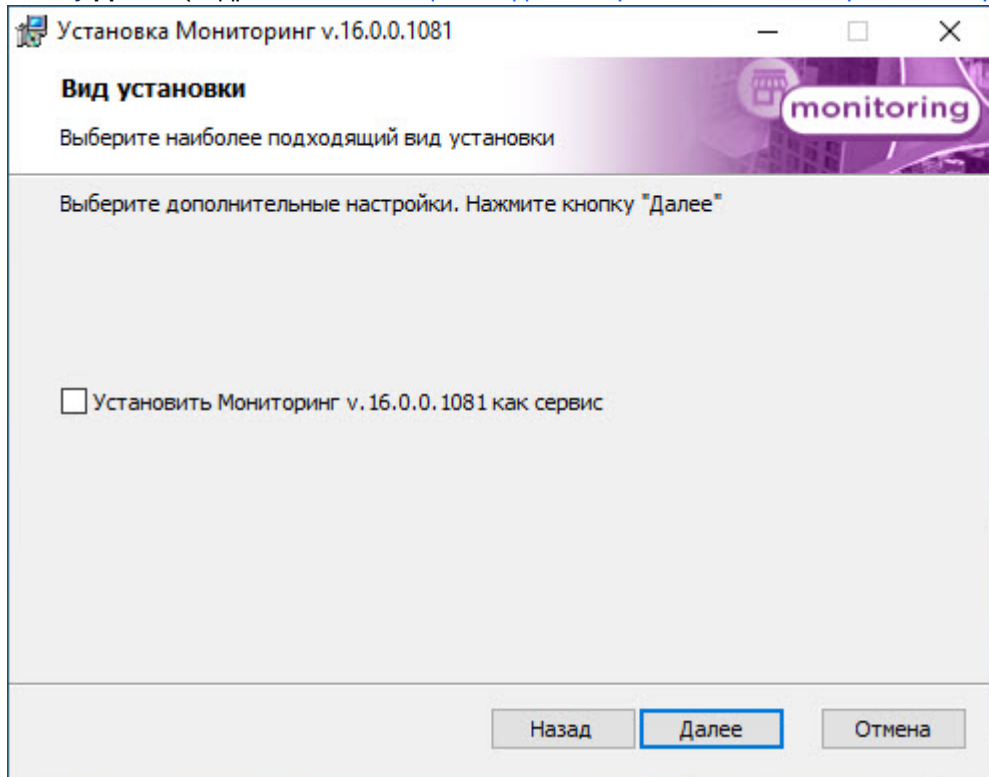 Установка Мониторинг v.16.0.0.1081
Вид установки
monitoring
Выберите наиболее подходящий вид установки
Выберите дополнительные настройки. Нажмите кнопку "Далее"
Установить Мониторинг v.16.0.0.1081 как сервис
Назад
Далее
Отмена